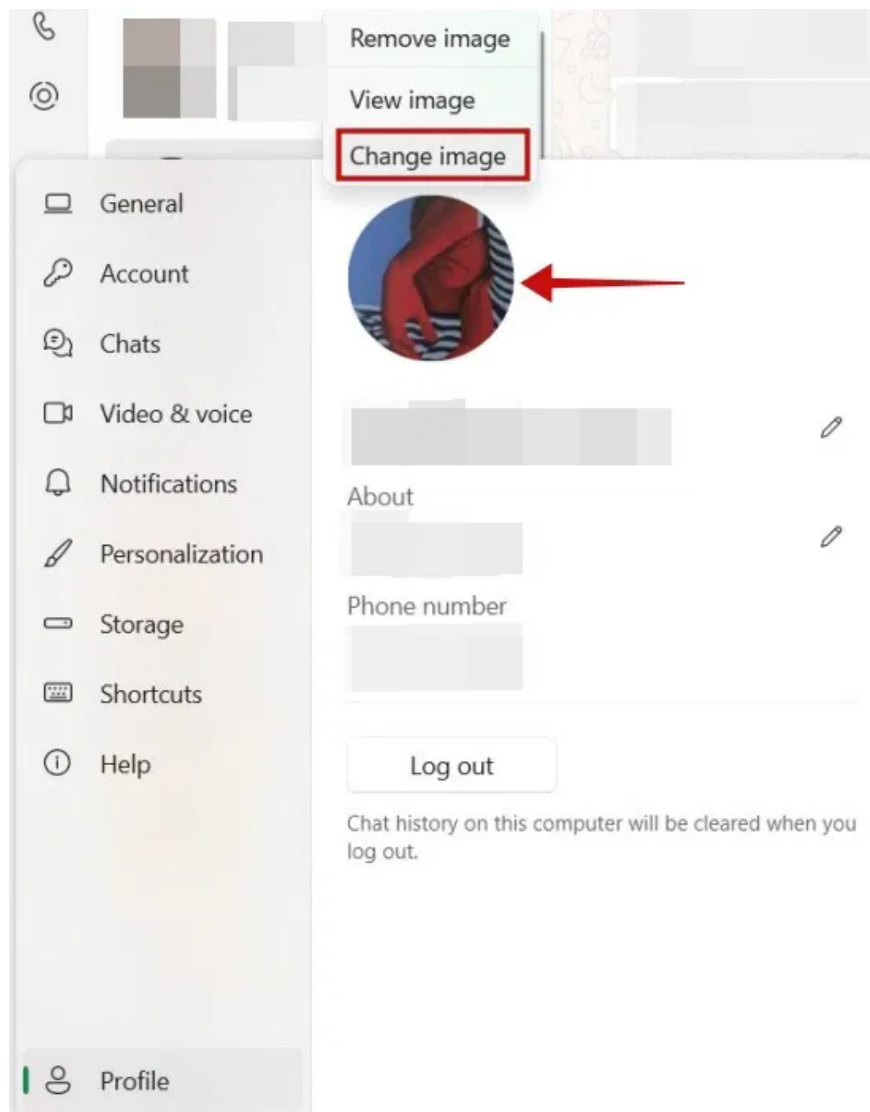 Remove image
View image
Change image
General
Account
Chats
Video & voice
Notifications
Personalization
Storage
Shortcuts
Help
Profile
About
Phone number
Log out
Chat history on this computer will be cleared when you
log out.